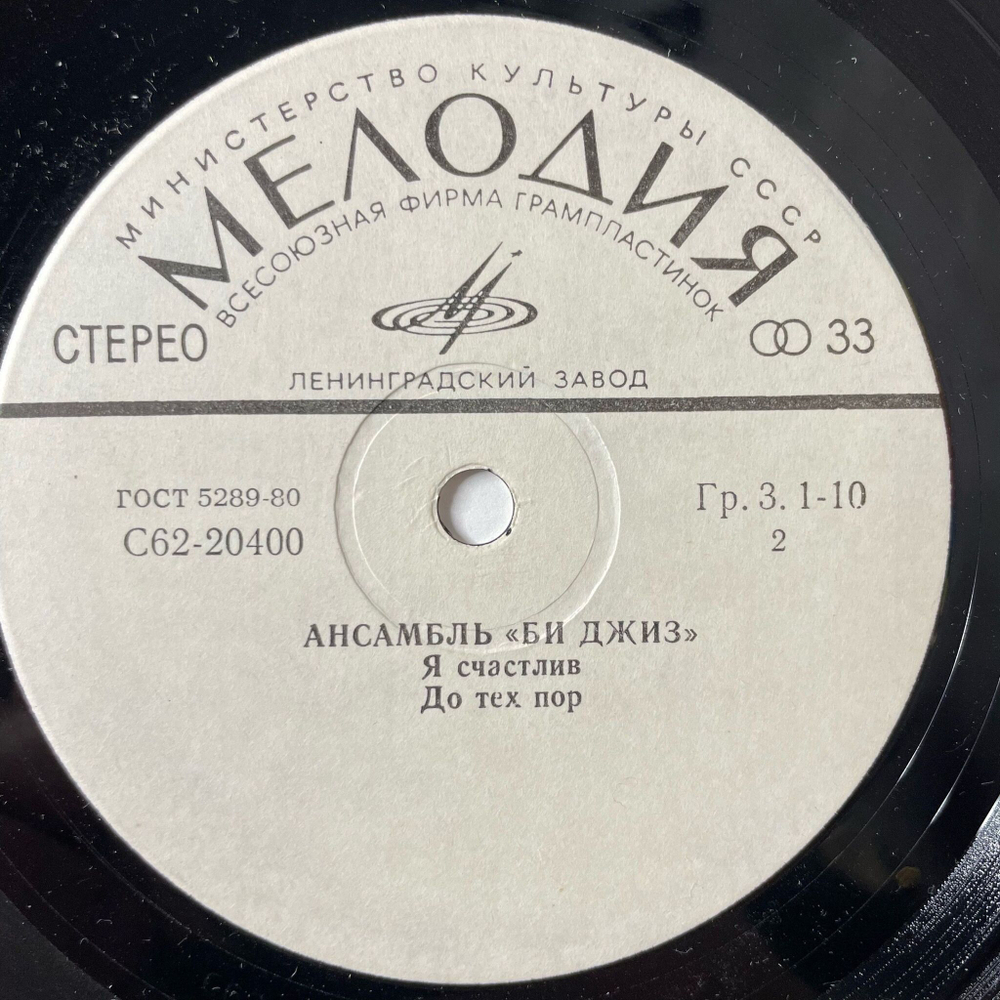 МИНИСТЕРСТВО КУЛЬТУРЫ СССР
МЕЛОДИЯ
ВСЕСОЮЗНАЯ ФИРМА ГРАМПЛАСТИНОК
СТЕРЕО
33
ЛЕНИНГРАДСКИЙ ЗАВОД
ГОСТ 5289-80
Гр. 3. 1-10
С62-20400
2
АНСАМБЛЬ «БИ ДЖИЗ»
Я счастлив
До тех пор